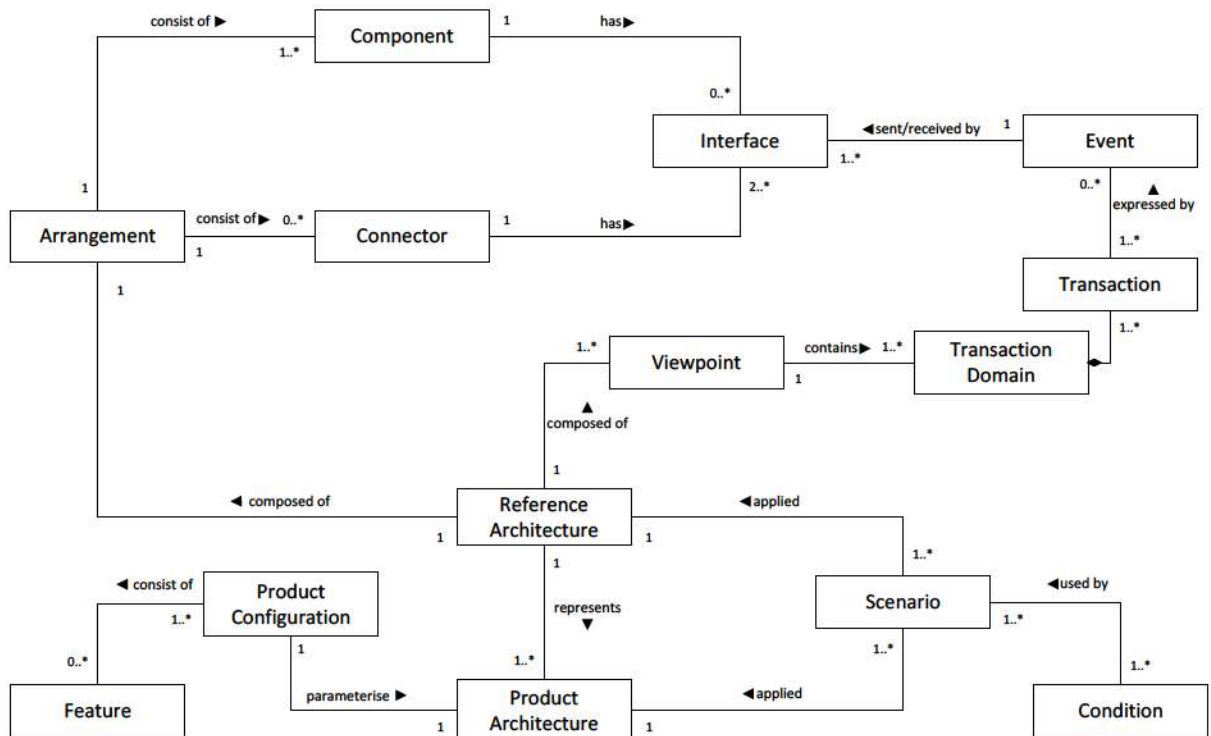 consist of ►
Component
1
has ►
1..*
0..*
Interface
◄ sent/received by
1
Event
1..*
2..*
0..*
▲
expressed by
1
Arrangement
consist of ►
0..*
Connector
1
has ►
1
1
1..*
Transaction
1..*
1..*
Viewpoint
contains ►
1..*
Transaction
Domain
1
▲
composed of
1
◄ composed of
Reference
Architecture
◄ applied
1
1
1
1..*
◄ consist of
Product
Configuration
1..*
represents
▼
Scenario
◄ used by
1..*
1
1..*
0..*
1..*
1..*
Feature
parameterise ►
Product
Architecture
◄ applied
Condition
1
1